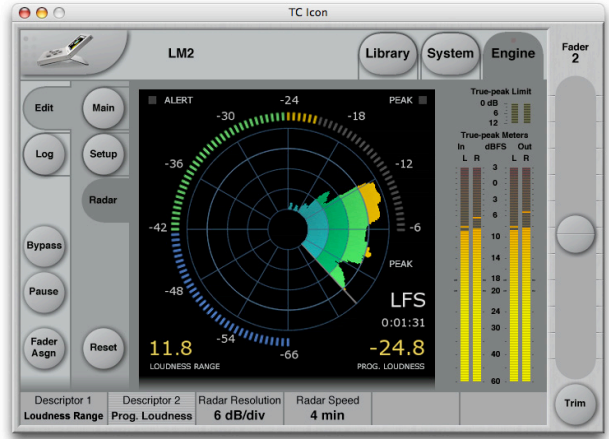 TC Icon
LM2
Library
System
Engine
Fader
2
Edit
Main
Log
Setup
Radar
Bypass
Pause
Fader
Asgn
Reset
ALERT
PEAK
-24
-30
-18
-36
-12
-42
-6
PEAK
-48
-54
-66
LFS
0:01:31
11.8
LOUDNESS RANGE
-24.8
PROG. LOUDNESS
True-peak Limit
0 dB
6
12
True-peak Meters
In dBFS Out
L R L R
3
0
3
6
10
14
18
20
24
30
40
60
Trim
Descriptor 1
Loudness Range
Descriptor 2
Prog. Loudness
Radar Resolution
6 dB/div
Radar Speed
4 min